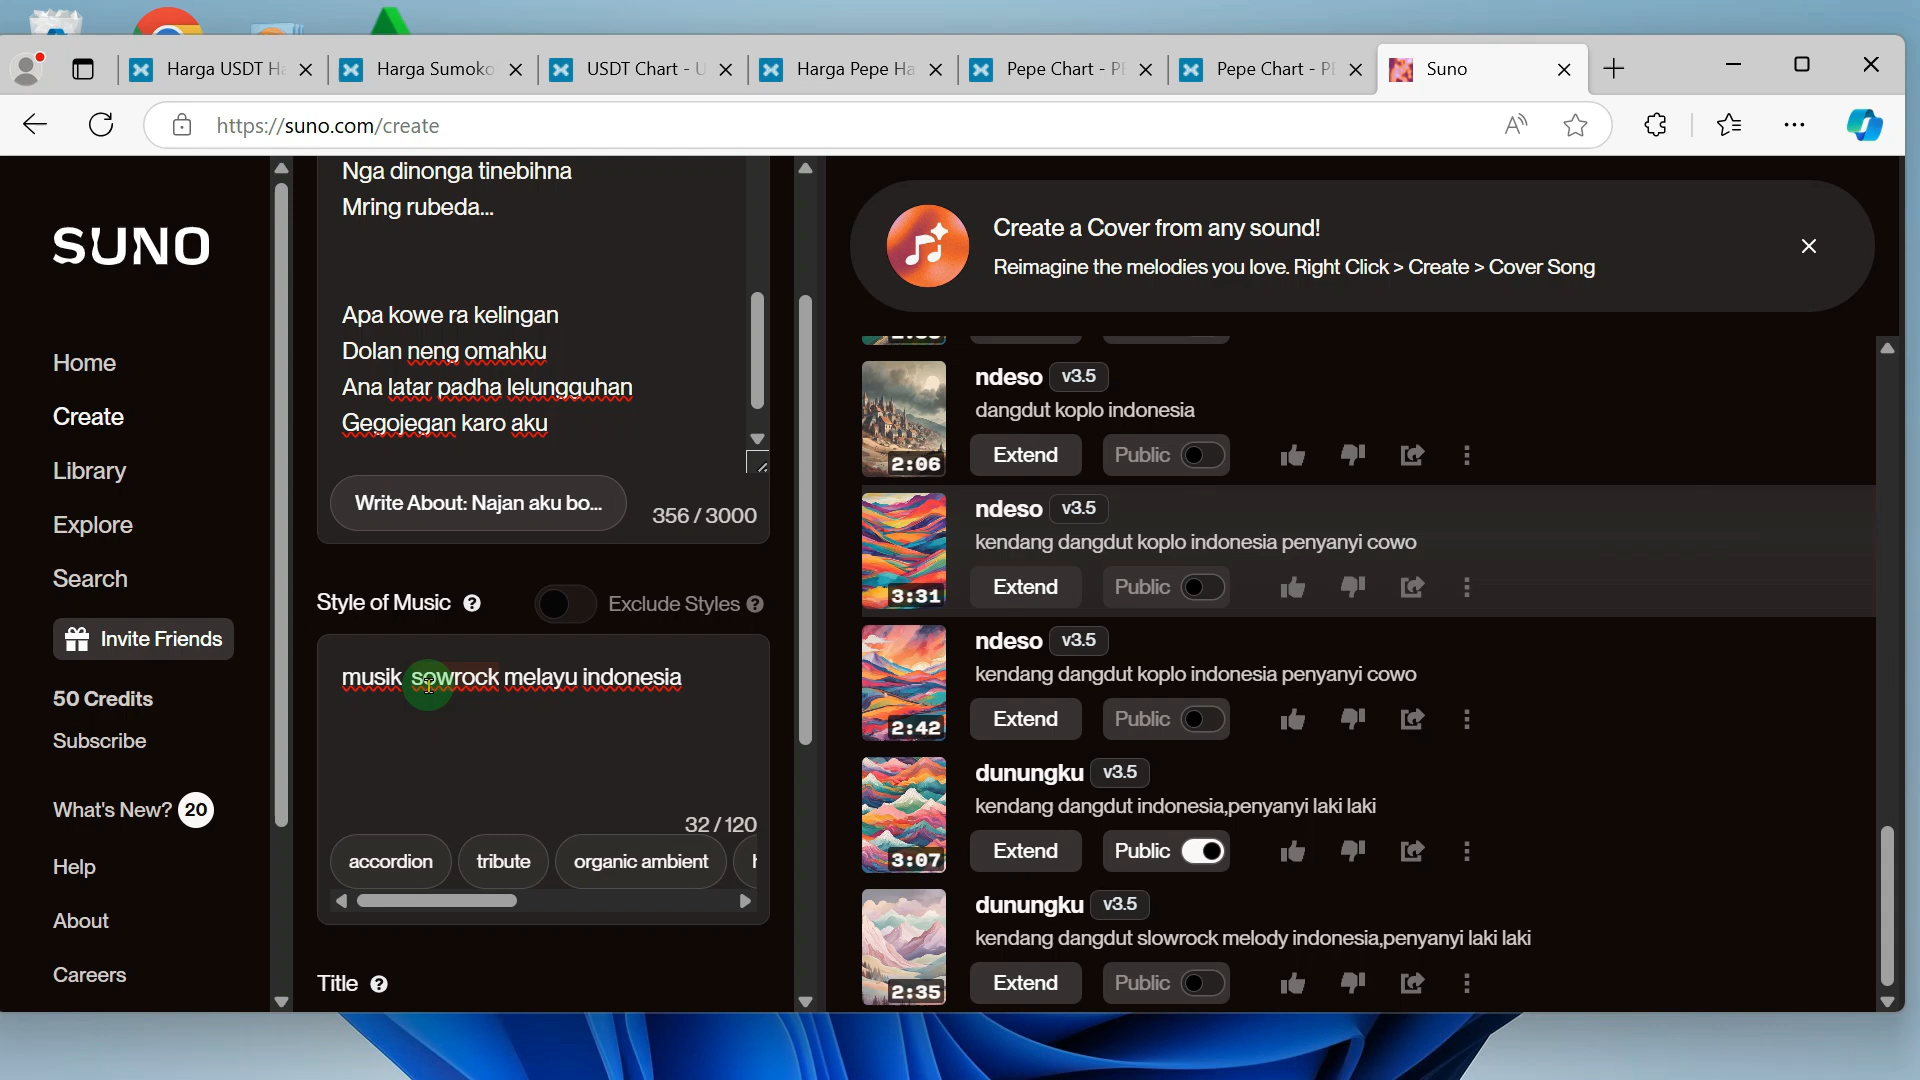 Harga USDT Ha
Harga Sumoko
USDT Chart - U
Harga Pepe Ha
Pepe Chart - PE
Pepe Chart - PE
Suno
https://suno.com/create
SUNO
Home
Create
Library
Explore
Search
Invite Friends
50 Credits
Subscribe
What's New? 20
Help
About
Careers
Nga dinonga tinebihna
Mring rubeda...
Apa kowe ra kelingan
Dolan neng omahku
Ana latar padha lelungguhan
Gegojegan karo aku
Write About: Najan aku bo...
356 / 3000
Style of Music
Exclude Styles
musik sowrock melayu indonesia
32 / 120
accordion
tribute
organic ambient
Title
Create a Cover from any sound!
Reimagine the melodies you love. Right Click > Create > Cover Song
ndeso v3.5
dangdut koplo indonesia
2:06
Extend
Public
ndeso v3.5
kendang dangdut koplo indonesia penyanyi cowo
3:31
Extend
Public
ndeso v3.5
kendang dangdut koplo indonesia penyanyi cowo
2:42
Extend
Public
dunungku v3.5
kendang dangdut indonesia,penyanyi laki laki
3:07
Extend
Public
dunungku v3.5
kendang dangdut slowrock melody indonesia,penyanyi laki laki
2:35
Extend
Public